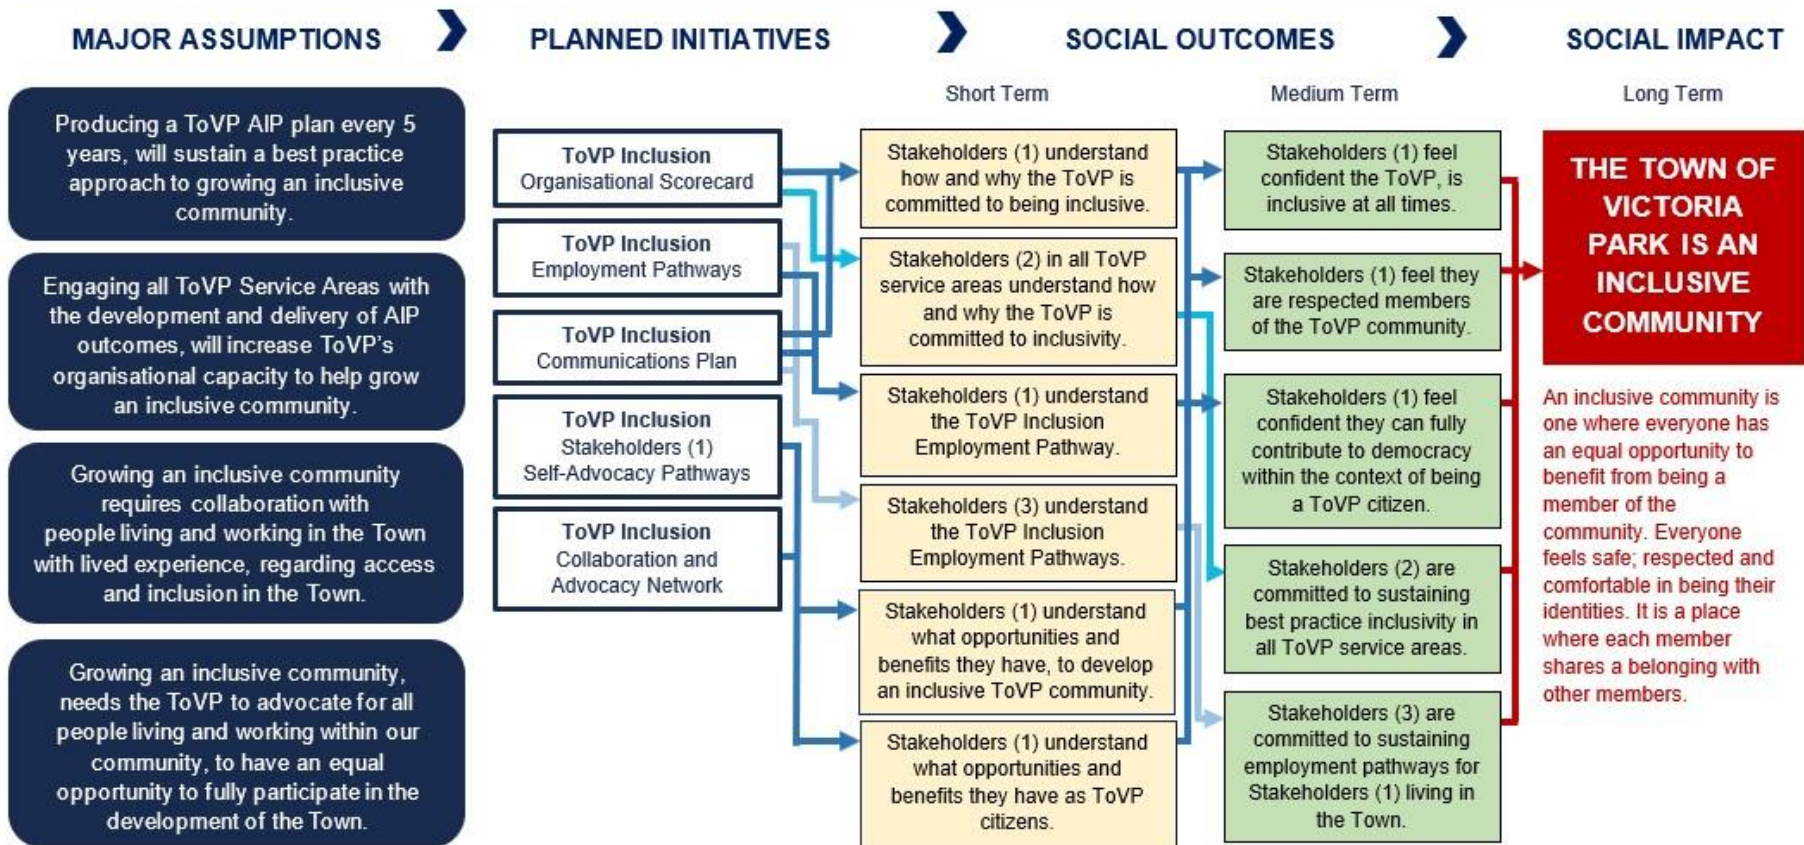 MAJOR ASSUMPTIONS
PLANNED INITIATIVES
SOCIAL OUTCOMES
SOCIAL IMPACT
Short Term
Medium Term
Long Term
Producing a ToVP AIP plan every 5
years, will sustain a best practice
approach to growing an inclusive
community.
Engaging all ToVP Service Areas with
the development and delivery of AIP
outcomes, will increase ToVP's
organisational capacity to help grow
an inclusive community.
Growing an inclusive community
requires collaboration with
people living and working in the Town
with lived experience, regarding access
and inclusion in the Town.
Growing an inclusive community,
needs the ToVP to advocate for all
people living and working within our
community, to have an equal
opportunity to fully participate in the
development of the Town.
ToVP Inclusion
Organisational Scorecard
ToVP Inclusion
Employment Pathways
ToVP Inclusion
Communications Plan
ToVP Inclusion
Stakeholders (1)
Self-Advocacy Pathways
ToVP Inclusion
Collaboration and
Advocacy Network
Stakeholders (1) understand
how and why the ToVP is
committed to being inclusive.
Stakeholders (2) in all ToVP
service areas understand how
and why the ToVP is
committed to inclusivity.
Stakeholders (1) understand
the ToVP Inclusion
Employment Pathway.
Stakeholders (3) understand
the ToVP Inclusion
Employment Pathways.
Stakeholders (1) understand
what opportunities and
benefits they have, to develop
an inclusive ToVP community.
Stakeholders (1) understand
what opportunities and
benefits they have as ToVP
citizens.
Stakeholders (1) feel
confident the ToVP, is
inclusive at all times.
Stakeholders (1) feel they
are respected members
of the ToVP community.
Stakeholders (1) feel
confident they can fully
contribute to democracy
within the context of being
a ToVP citizen.
Stakeholders (2) are
committed to sustaining
best practice inclusivity in
all ToVP service areas.
Stakeholders (3) are
committed to sustaining
employment pathways for
Stakeholders (1) living in
the Town.
THE TOWN OF
VICTORIA
PARK IS AN
INCLUSIVE
COMMUNITY
An inclusive community is
one where everyone has
an equal opportunity to
benefit from being a
member of the
community. Everyone
feels safe; respected and
comfortable in being their
identities. It is a place
where each member
shares a belonging with
other members.